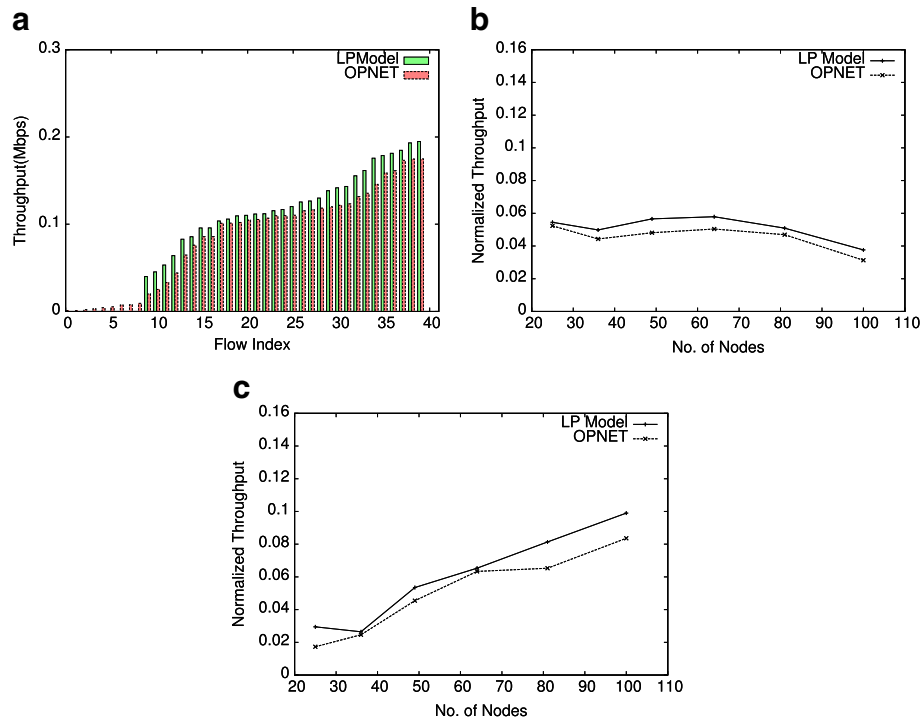 a
0.3
0.2
0.1
0
Throughput(Mbps)
LPModel
OPNET
0 5 10 15 20 25 30 35 40
Flow Index
b
0.16
0.14
0.12
0.1
0.08
0.06
0.04
0.02
0
Normalized Throughput
LP Model
OPNET
20 30 40 50 60 70 80 90 100 110
No. of Nodes
c
0.16
0.14
0.12
0.1
0.08
0.06
0.04
0.02
0
Normalized Throughput
LP Model
OPNET
20 30 40 50 60 70 80 90 100 110
No. of Nodes